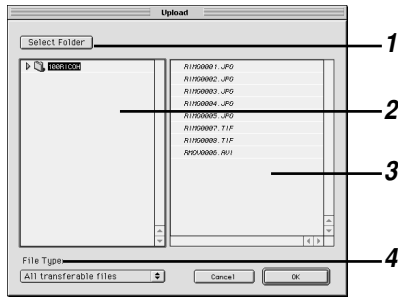 Upload
Select Folder
1
100RICOH
RIMG0001.JPG
RIMG0002.JPG
RIMG0003.JPG
RIMG0004.JPG
RIMG0005.JPG
RIMG0007.TIF
RIMG0008.TIF
RMOV0006.AVI
2
3
File Type:
4
All transferable files
Cancel
OK